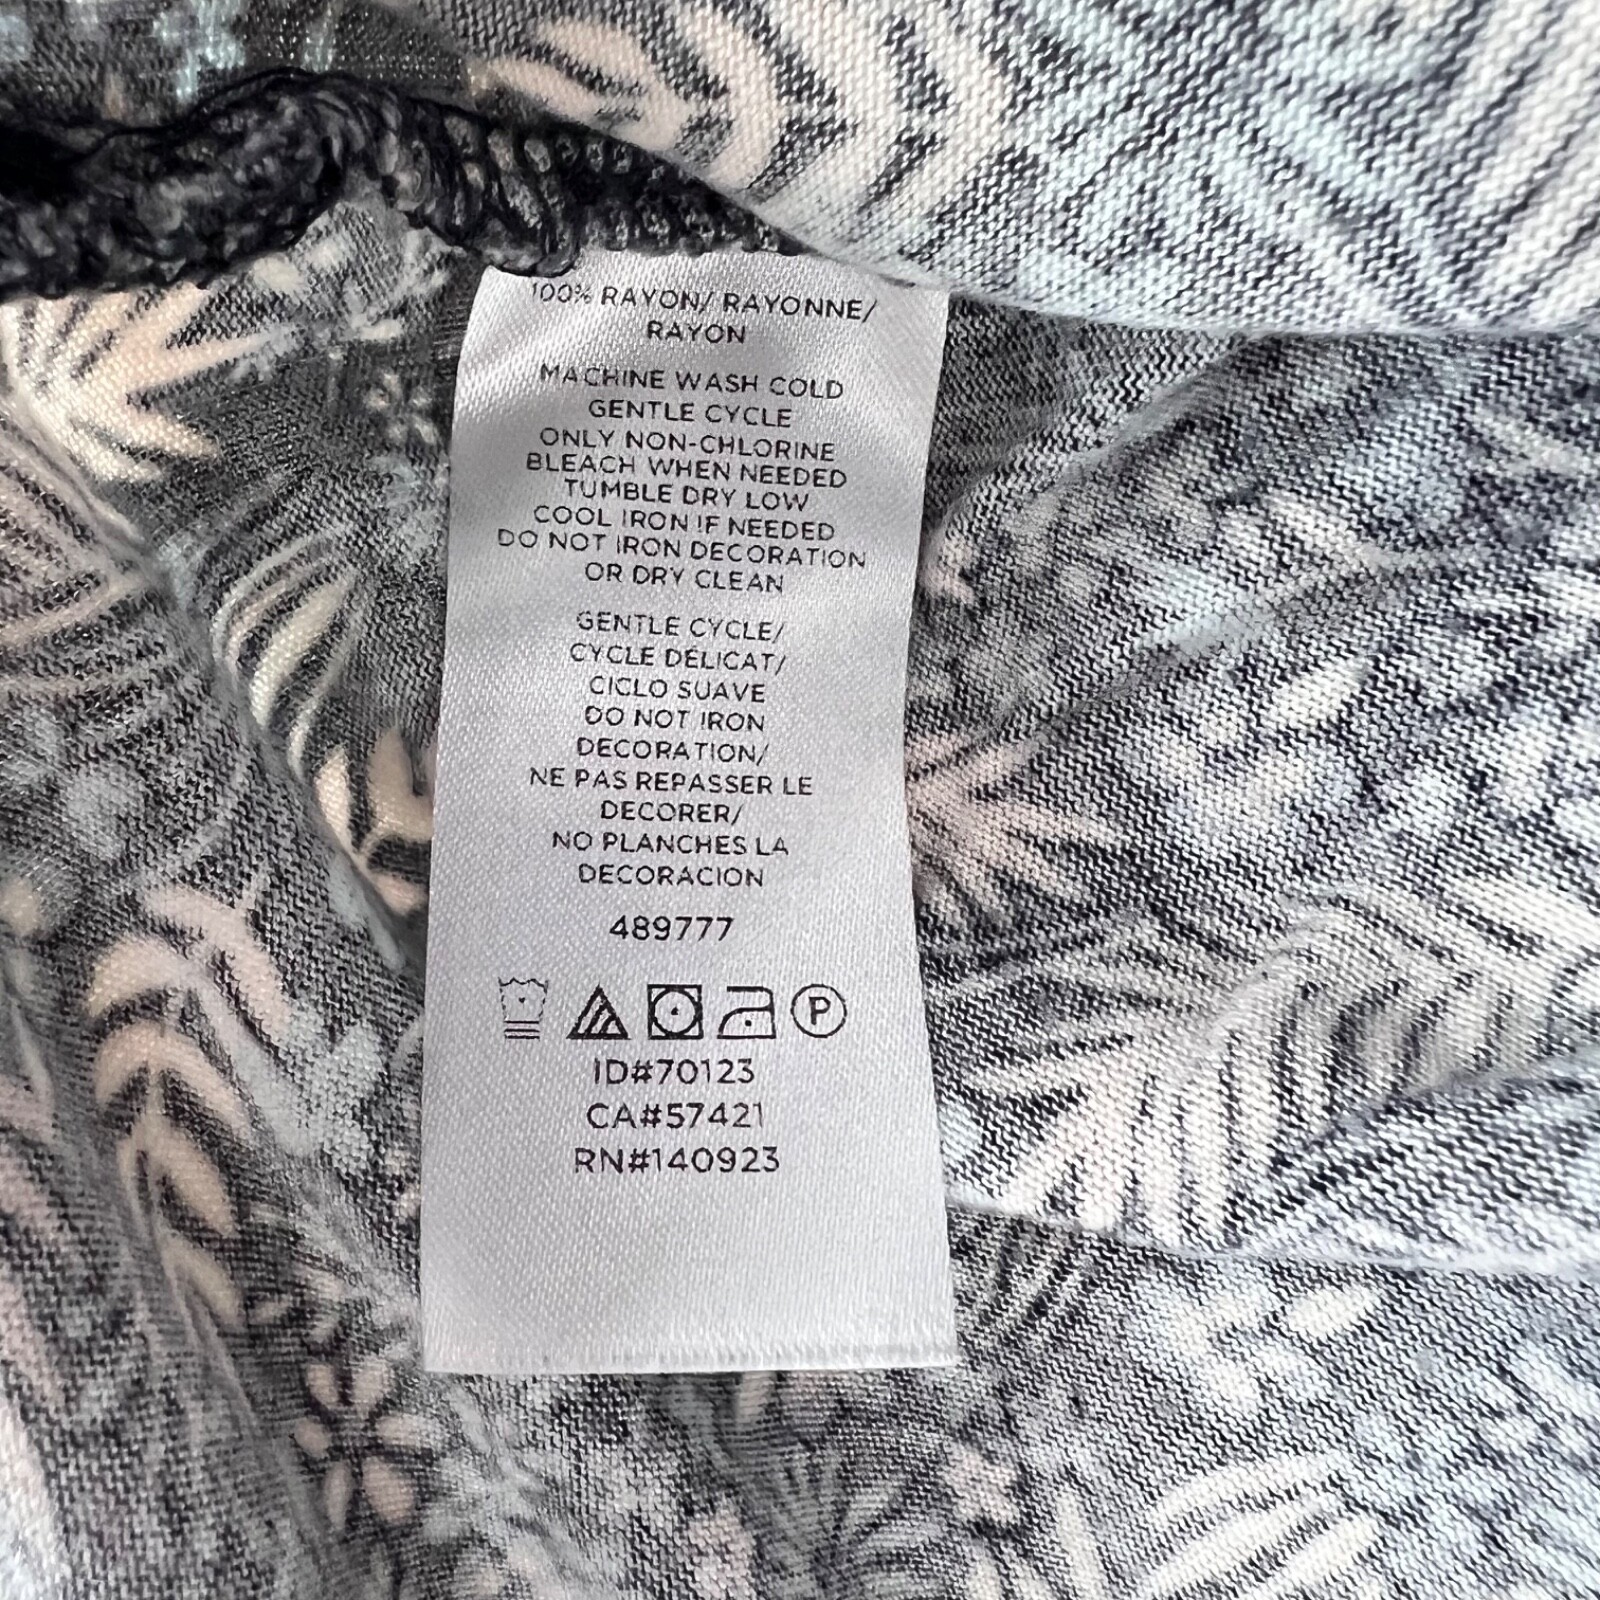 100% RAYON/ RAYONNE/
RAYON
MACHINE WASH COLD
GENTLE CYCLE
ONLY NON-CHLORINE
BLEACH WHEN NEEDED
TUMBLE DRY LOW
COOL IRON IF NEEDED
DO NOT IRON DECORATION
OR DRY CLEAN
GENTLE CYCLE/
CYCLE DÉLICAT/
CICLO SUAVE
DO NOT IRON
DECORATION/
NE PAS REPASSER LE
DECORER/
NO PLANCHES LA
DECORACION
489777
P
ID#70123
CA#57421
RN#140923